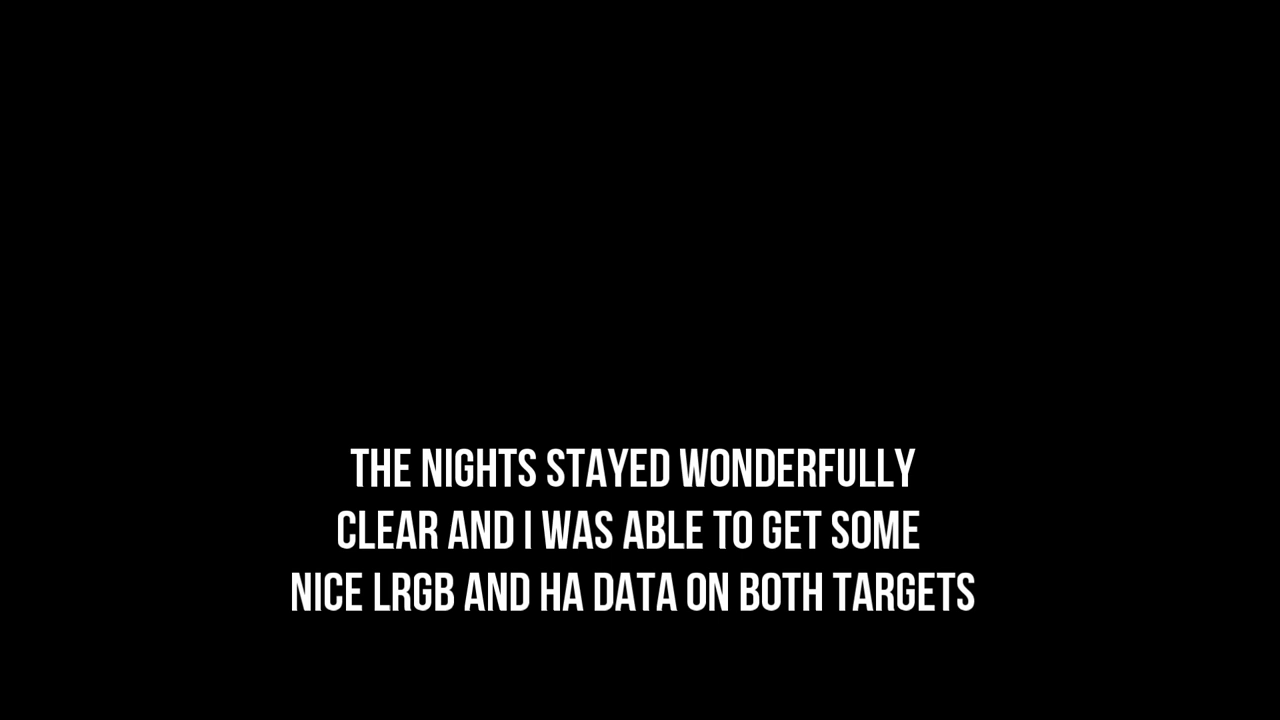 THE NIGHTS STAYED WONDERFULLY
CLEAR AND I WAS ABLE TO GET SOME
NICE LRGB AND HA DATA ON BOTH TARGETS